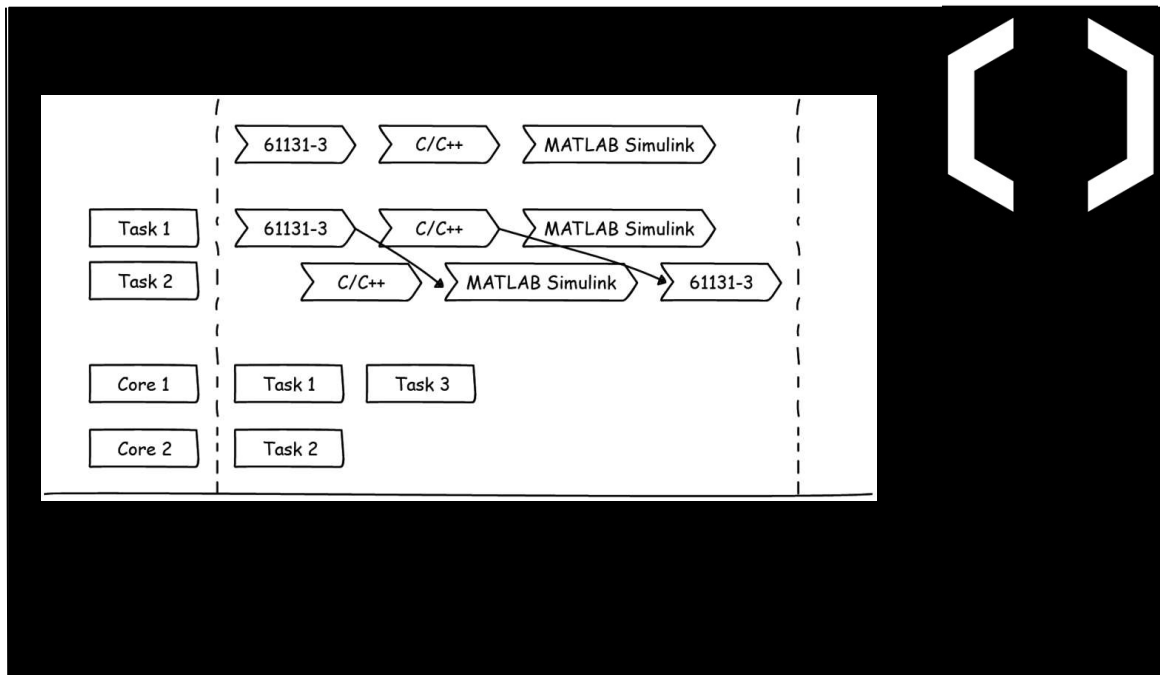 61131-3 C/C++ MATLAB Simulink
Task 1 61131-3 C/C++ MATLAB Simulink
Task 2 C/C++ MATLAB Simulink 61131-3
Core 1 Task 1 Task 3
Core 2 Task 2